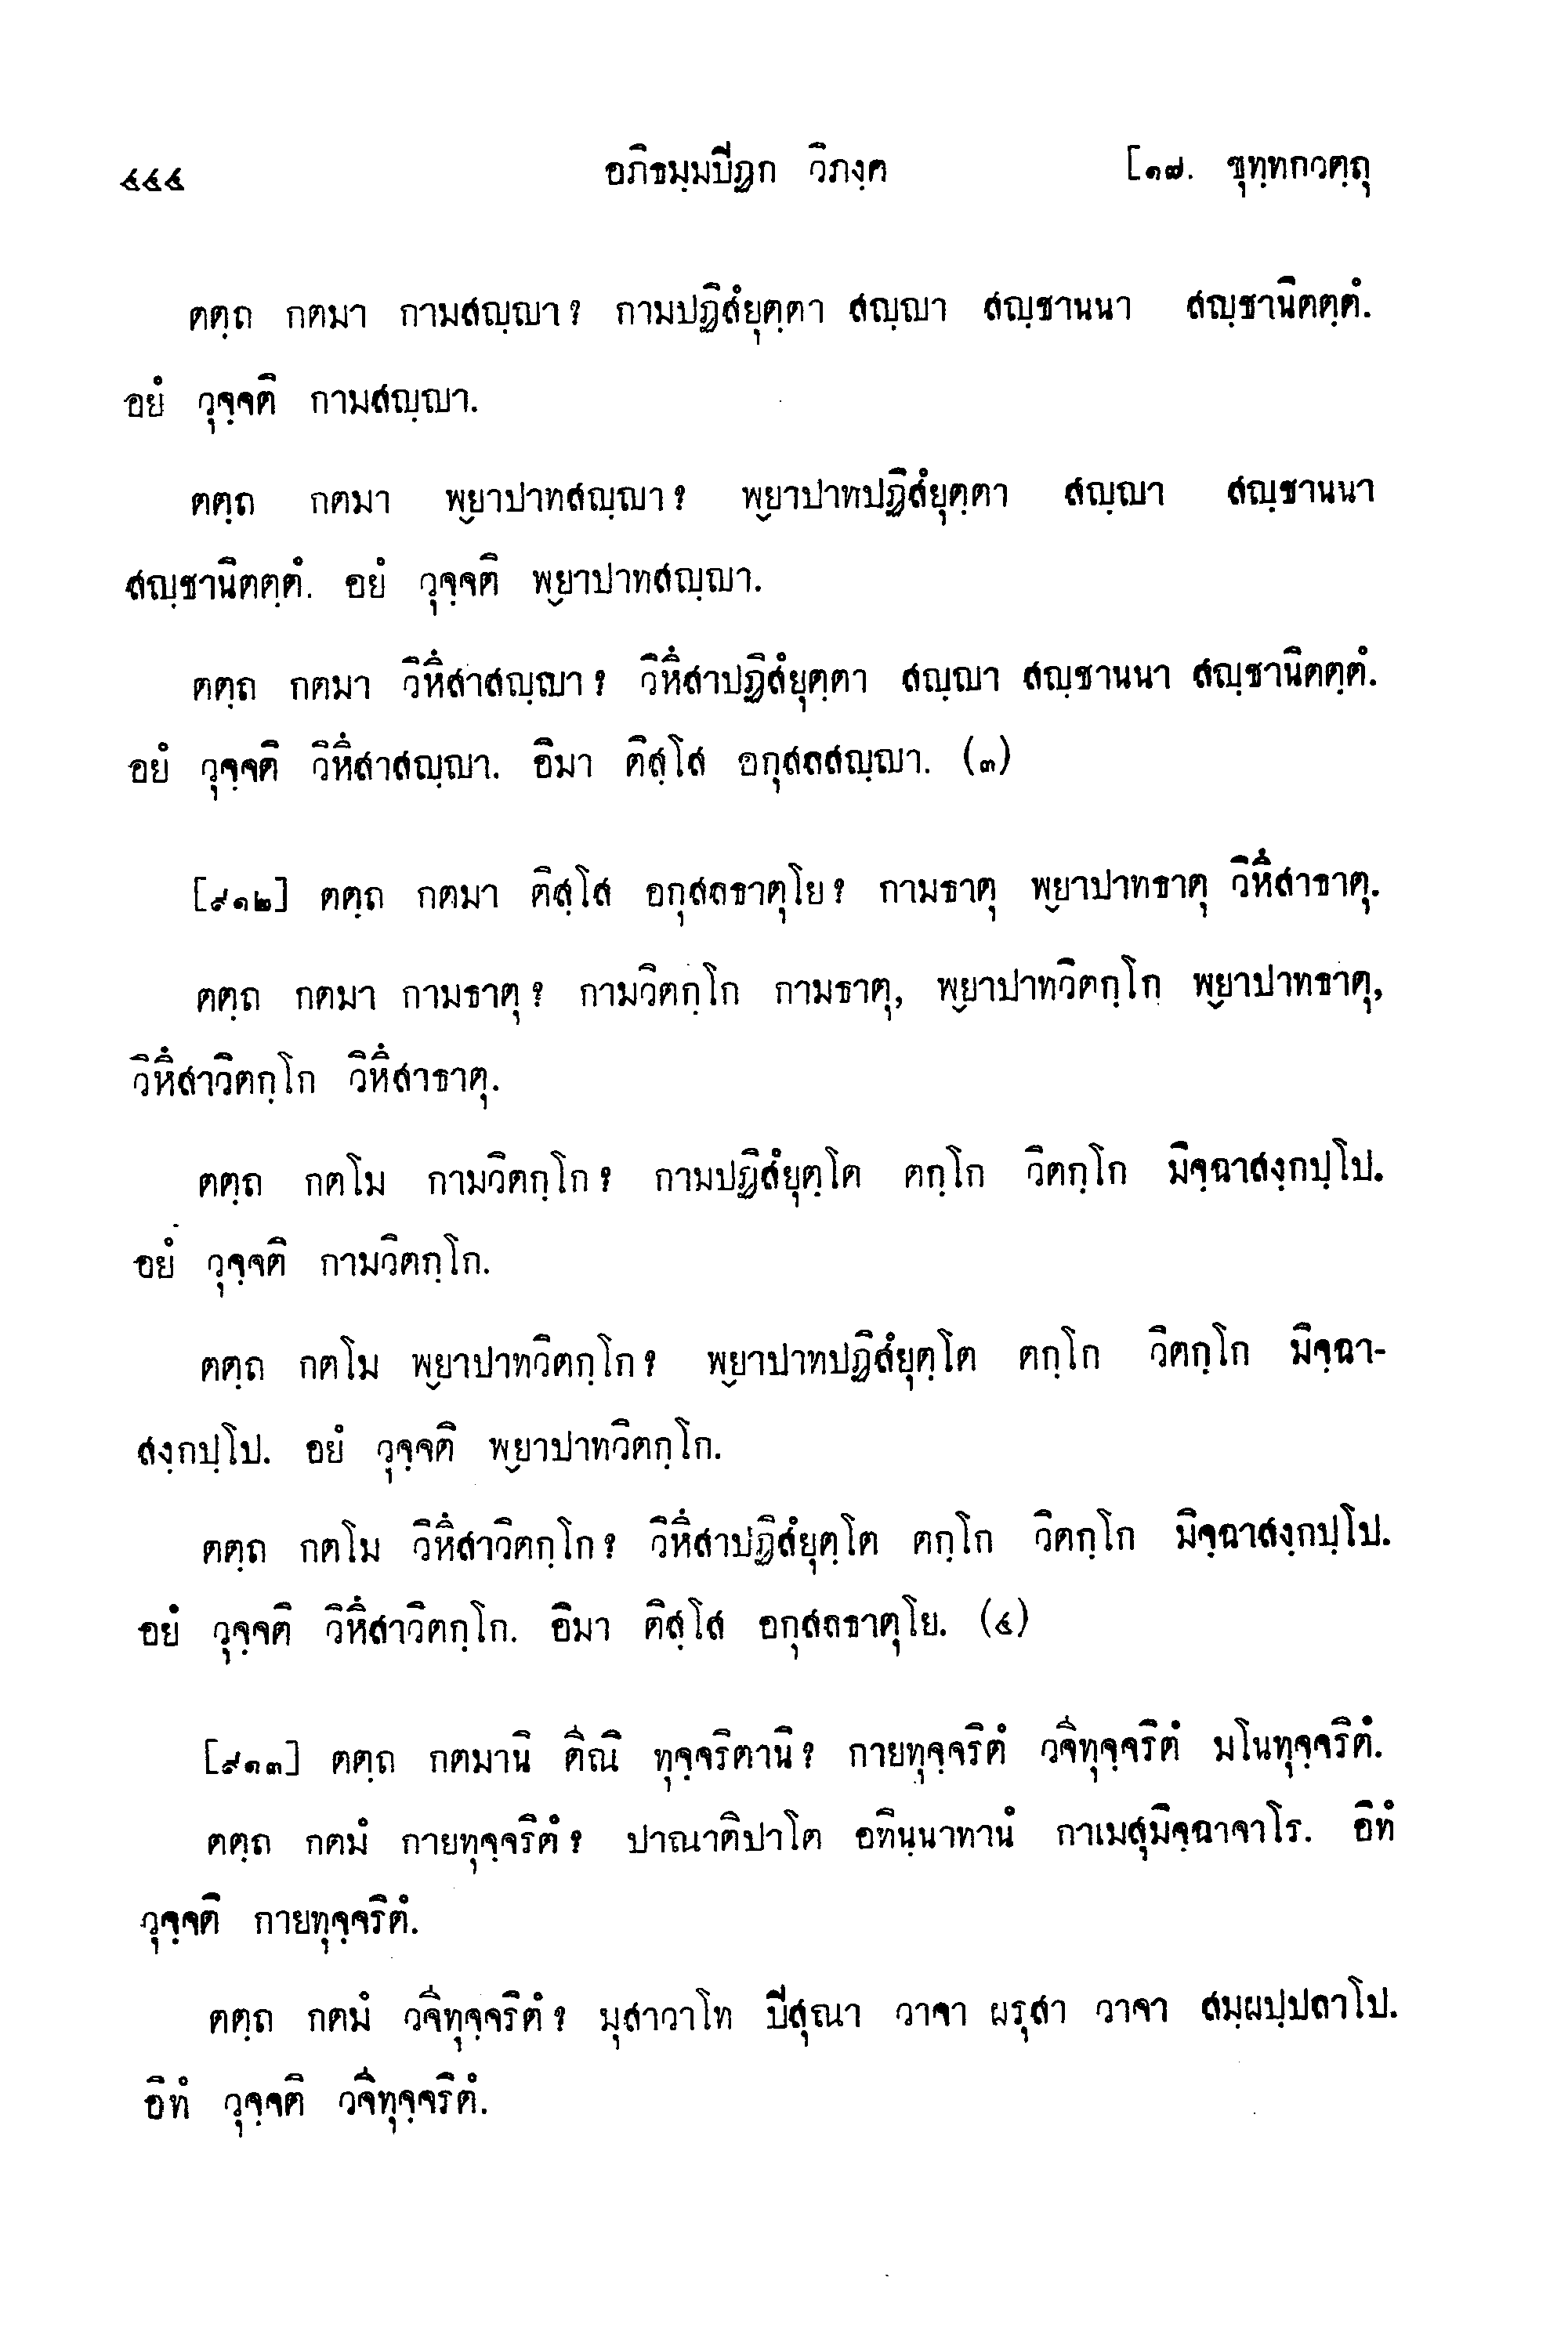 ๔๔๔ อภิธมฺมปิฏก วิภงฺค [๑๗. ขุทฺทกวตฺถุ
ตตฺถ กตมา กามสญฺญา? กามปฏิสํยุตฺตา สญฺญา สญฺชานนา สญฺชานิตตฺตํ.
อยํ วุจฺจติ กามสญฺญา.
ตตฺถ กตมา พฺยาปาทสญฺญา? พฺยาปาทปฏิสํยุตฺตา สญฺญา สญฺชานนา
สญฺชานิตตฺตํ. อยํ วุจฺจติ พฺยาปาทสญฺญา.
ตตฺถ กตมา วิหึสาสญฺญา? วิหึสาปฏิสํยุตฺตา สญฺญา สญฺชานนา สญฺชานิตตฺตํ.
อยํ วุจฺจติ วิหึสาสญฺญา. อิมา ติสฺโส อกุสลสญฺญา. (๓)
[๙๑๒] ตตฺถ กตมา ติสฺโส อกุสลธาตุโย? กามธาตุ พฺยาปาทธาตุ วิหึสาธาตุ.
ตตฺถ กตมา กามธาตุ? กามวิตกฺโก กามธาตุ, พฺยาปาทวิตกฺโก พฺยาปาทธาตุ,
วิหึสาวิตกฺโก วิหึสาธาตุ.
ตตฺถ กตโม กามวิตกฺโก? กามปฏิสํยุตฺโต ตกฺโก วิตกฺโก มิจฺฉาสงฺกปฺโป.
อยํ วุจฺจติ กามวิตกฺโก.
ตตฺถ กตโม พฺยาปาทวิตกฺโก? พฺยาปาทปฏิสํยุตฺโต ตกฺโก วิตกฺโก มิจฺฉา-
สงฺกปฺโป. อยํ วุจฺจติ พฺยาปาทวิตกฺโก.
ตตฺถ กตโม วิหึสาวิตกฺโก? วิหึสาปฏิสํยุตฺโต ตกฺโก วิตกฺโก มิจฺฉาสงฺกปฺโป.
อยํ วุจฺจติ วิหึสาวิตกฺโก. อิมา ติสฺโส อกุสลธาตุโย. (๔)
[๙๑๓] ตตฺถ กตมานิ ตีณิ ทุจฺจริตานิ? กายทุจฺจริตํ วจีทุจฺจริตํ มโนทุจฺจริตํ.
ตตฺถ กตมํ กายทุจฺจริตํ? ปาณาติปาโต อทินฺนาทานํ กาเมสุมิจฺฉาจาโร. อิทํ
วุจฺจติ กายทุจฺจริตํ.
ตตฺถ กตมํ วจีทุจฺจริตํ? มุสาวาโท ปิสุณา วาจา ผรุสา วาจา สมฺผปฺปลาโป.
อิทํ วุจฺจติ วจีทุจฺจริตํ.